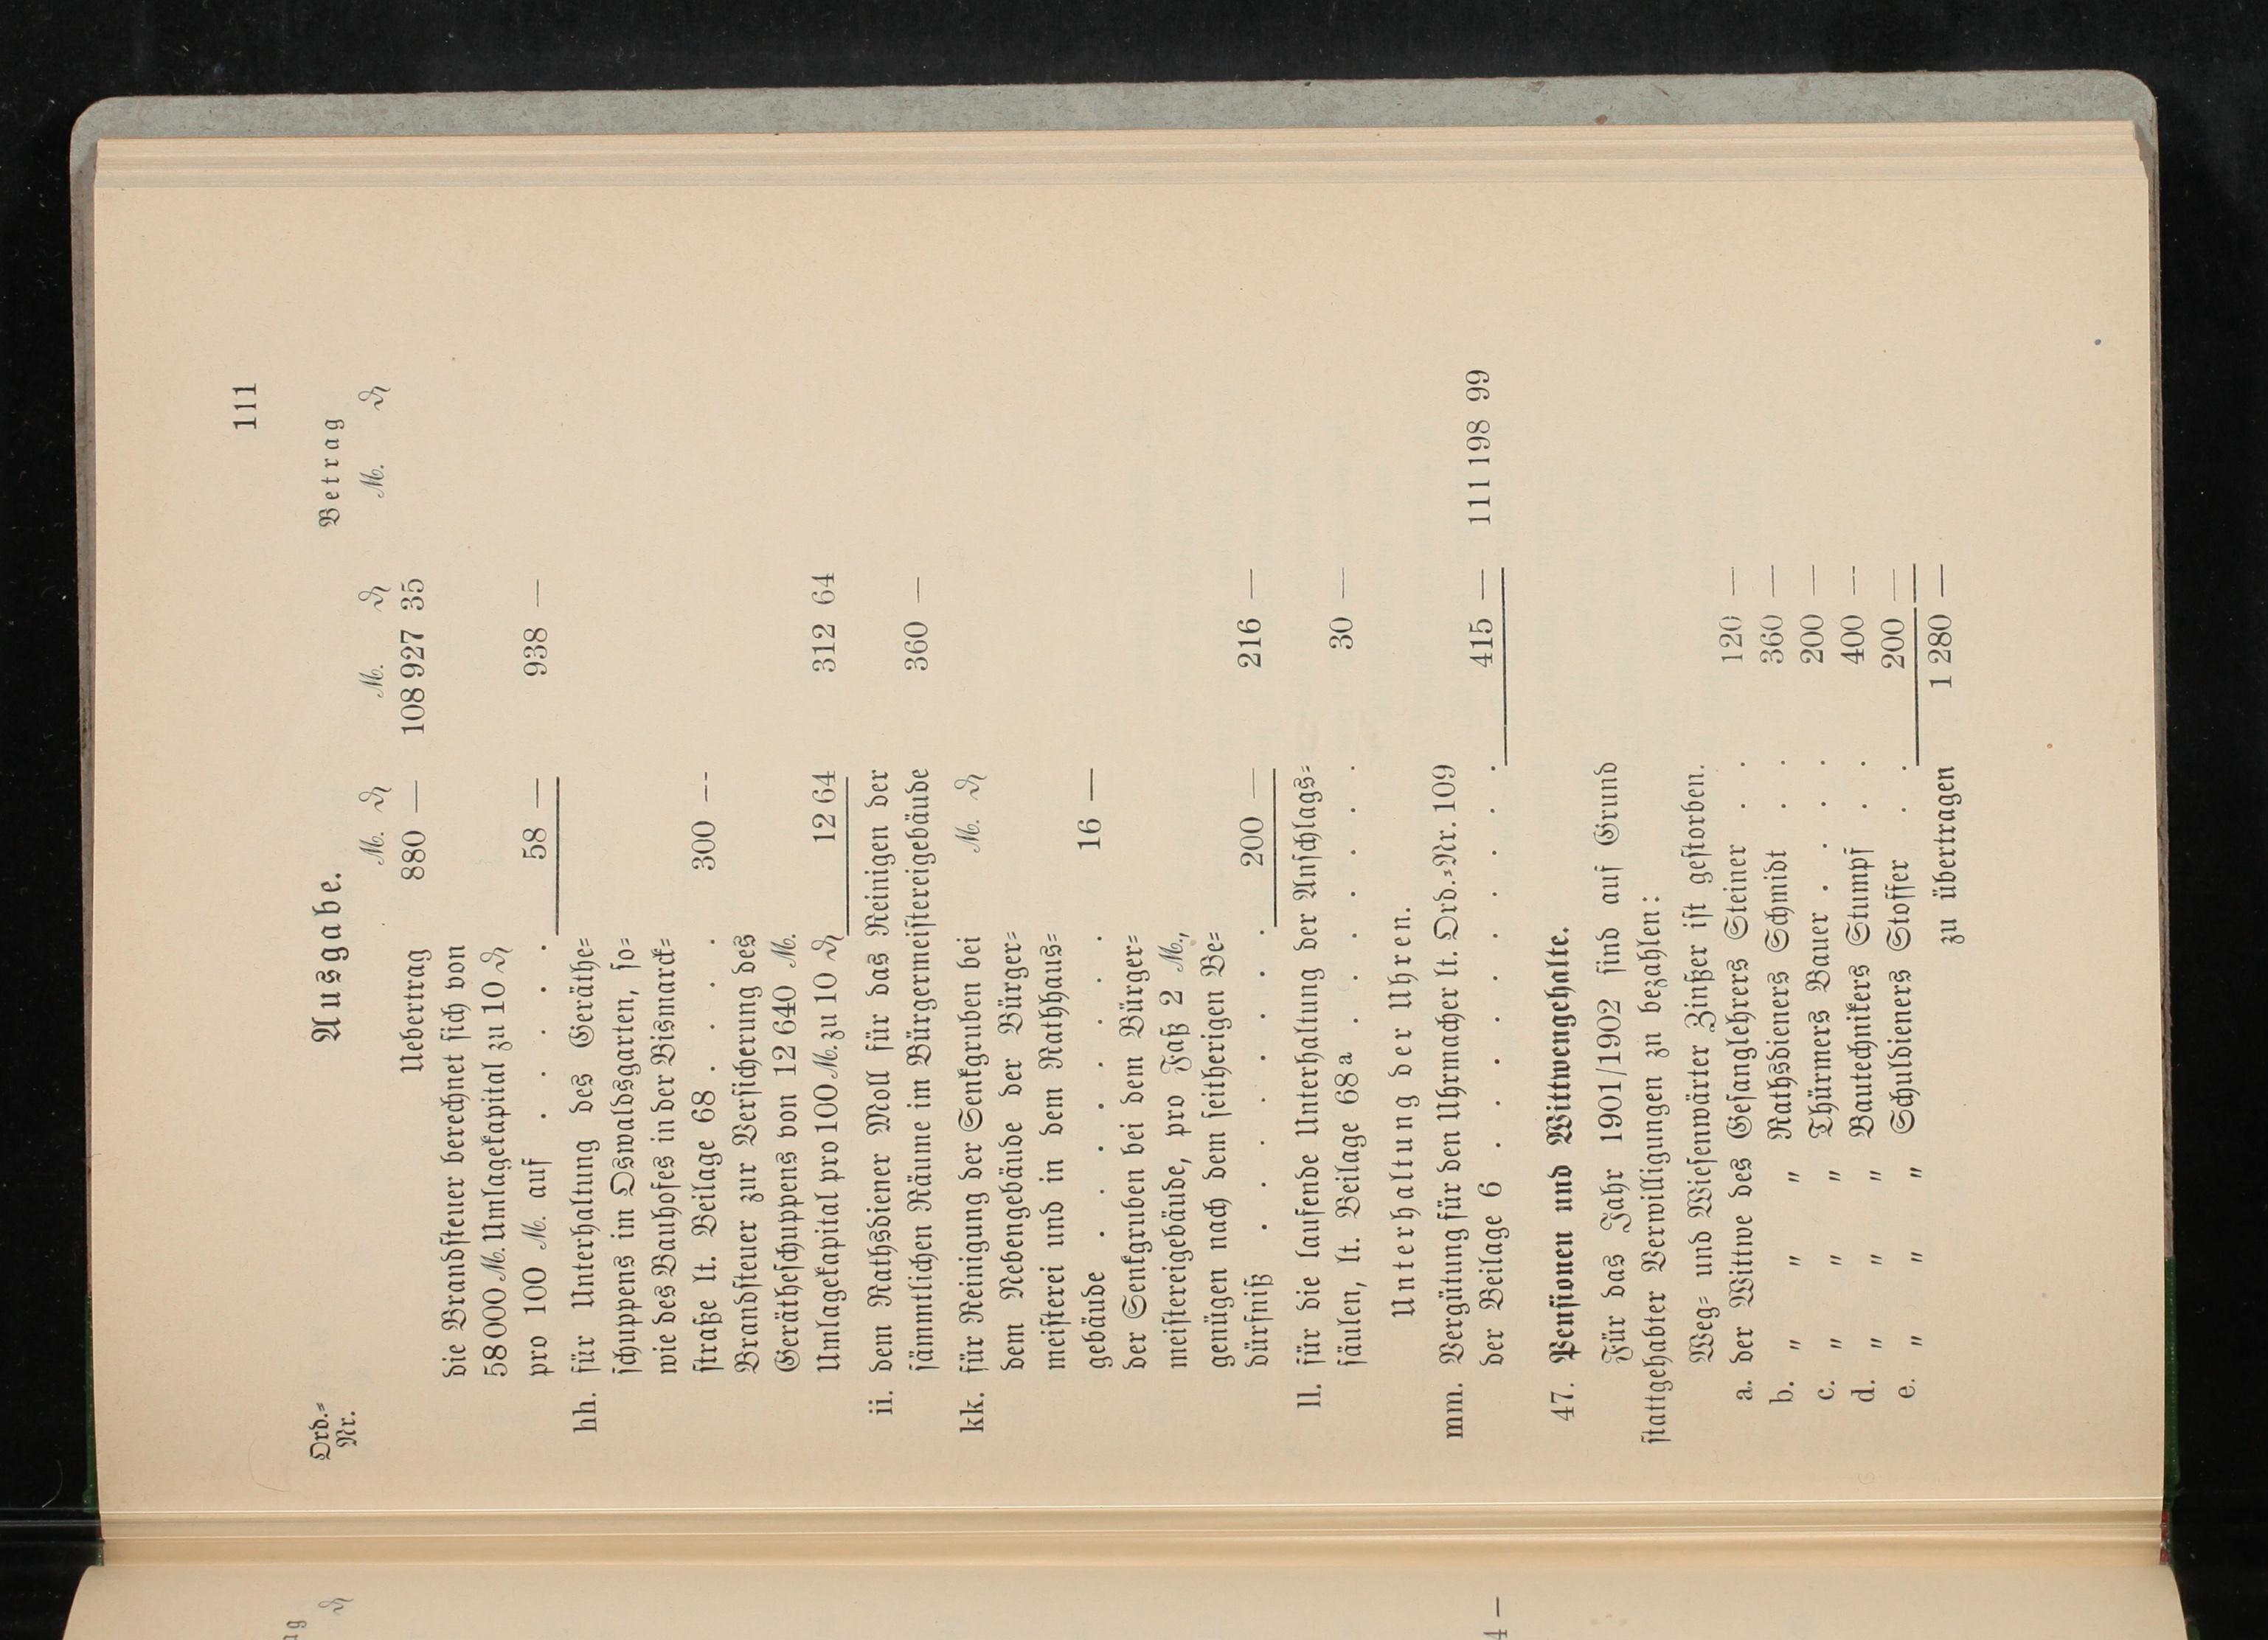 111
Ausgabe.
Ord.=
Nr.
Betrag
M. ₰ M. ₰ M. ₰
Uebertrag 880 — 108 927 35
die Brandsteuer berechnet sich von
58 000 M. Umlagekapital zu 10 ₰
pro 100 M. auf . . . . . 58 — 938 —
hh. für Unterhaltung des Geräthe=
schuppens im Oswaldsgarten, so=
wie des Bauhofes in der Bismarck=
straße lt. Beilage 68 . . . . 300 --
Brandsteuer zur Versicherung des
Gerätheschuppens von 12 640 M.
Umlagekapital pro 100 M. zu 10 ₰ 12 64 312 64
ii. dem Rathsdiener Moll für das Reinigen der
sämmtlichen Räume im Bürgermeistereigebäude 360 —
kk. für Reinigung der Senkgruben bei M. ₰
dem Nebengebäude der Bürger=
meisterei und in dem Rathhaus=
gebäude . . . . . 16 —
der Senkgruben bei dem Bürger=
meistereigebäude, pro Faß 2 M.,
genügen nach dem seitherigen Be=
dürfniß . . . . . 200 — 216 —
ll. für die laufende Unterhaltung der Anschlags=
säulen, lt. Beilage 68 a . . . . . . 30 —
Unterhaltung der Uhren.
mm. Vergütung für den Uhrmacher lt. Ord.=Nr. 109
der Beilage 6 . . . . . . 415 — 111 198 99
47. Pensionen und Wittwengehalte.
Für das Jahr 1901/1902 sind auf Grund
stattgehabter Verwilligungen zu bezahlen:
Weg= und Wiesenwärter Zinßer ist gestorben.
a. der Wittwe des Gesanglehrers Steiner . . 120 —
b. " " " Rathsdieners Schmidt . . 360 —
c. " " " Thürmers Bauer . . . . 200 —
d. " " " Bautechnikers Stumpf . . 400 --
e. " " " Schuldieners Stoffer . . 200 —
zu übertragen 1 280 —
₰
4 —